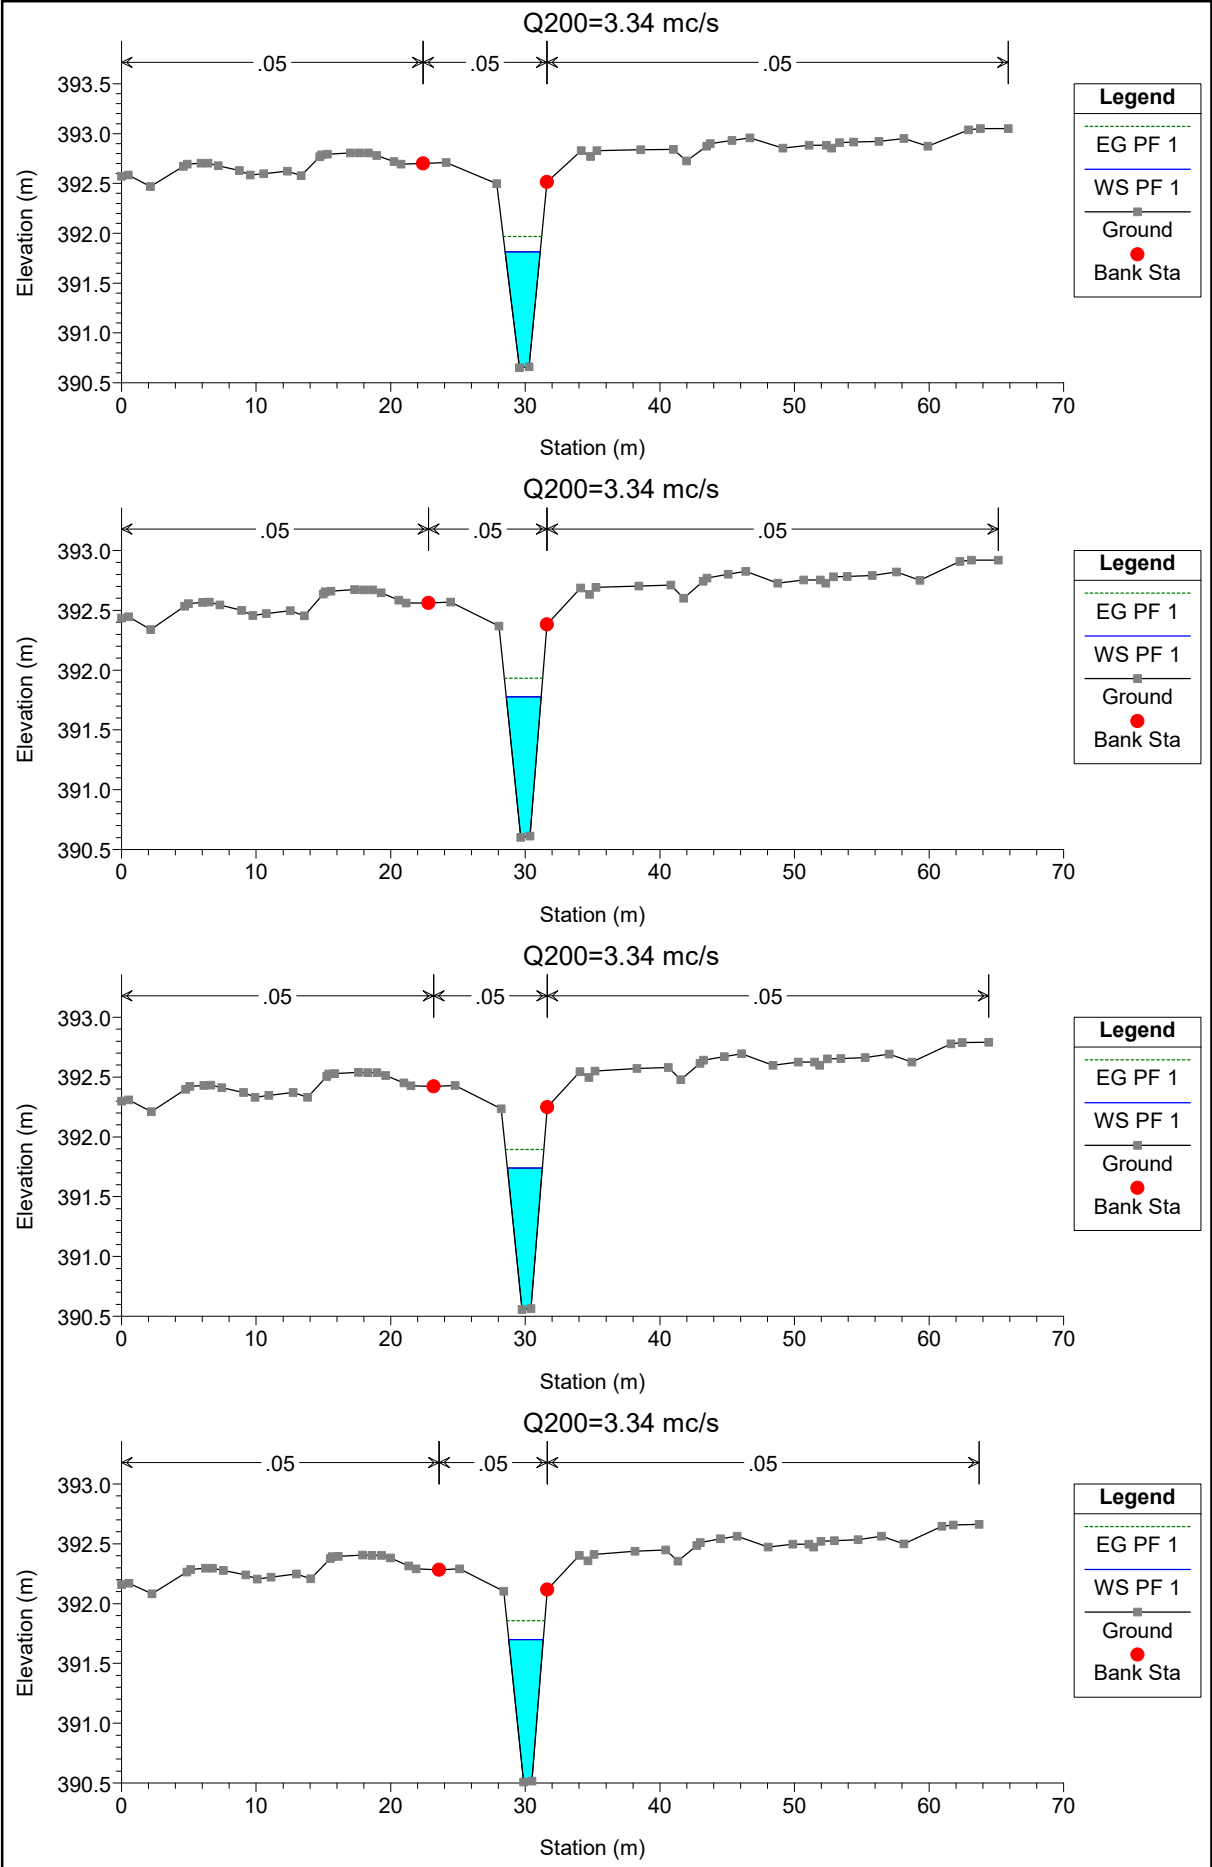 Q200=3.34 mc/s
.05 .05 .05
393.5
393.0
392.5
392.0
391.5
391.0
390.5
Elevation (m)
0 10 20 30 40 50 60 70
Station (m)
Legend
EG PF 1
WS PF 1
Ground
Bank Sta
Q200=3.34 mc/s
.05 .05 .05
393.0
392.5
392.0
391.5
391.0
390.5
Elevation (m)
0 10 20 30 40 50 60 70
Station (m)
Legend
EG PF 1
WS PF 1
Ground
Bank Sta
Q200=3.34 mc/s
.05 .05 .05
393.0
392.5
392.0
391.5
391.0
390.5
Elevation (m)
0 10 20 30 40 50 60 70
Station (m)
Legend
EG PF 1
WS PF 1
Ground
Bank Sta
Q200=3.34 mc/s
.05 .05 .05
393.0
392.5
392.0
391.5
391.0
390.5
Elevation (m)
0 10 20 30 40 50 60 70
Station (m)
Legend
EG PF 1
WS PF 1
Ground
Bank Sta